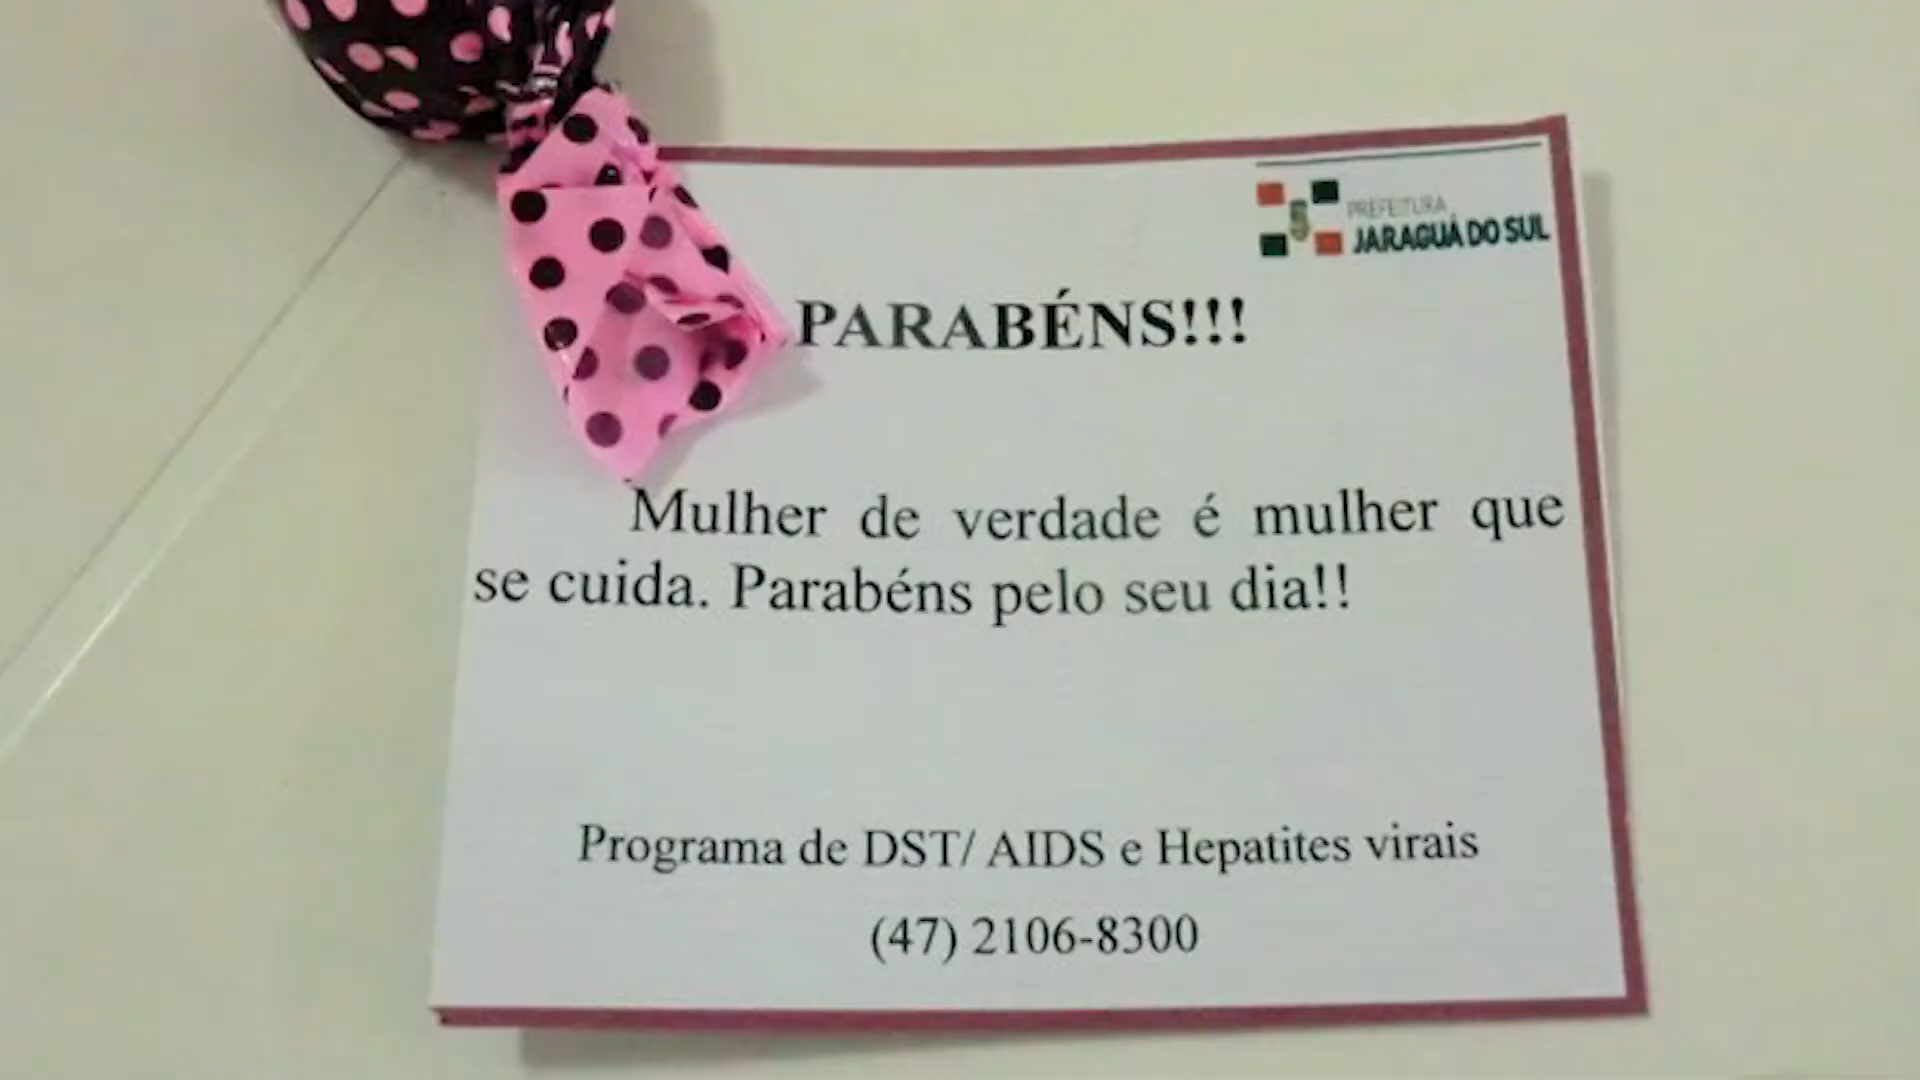 PREFEITURA
JARAGUÁ DO SUL
PARABÉNS!!!
Mulher de verdade é mulher que
se cuida. Parabéns pelo seu dia!!
Programa de DST/ AIDS e Hepatites virais
(47) 2106-8300